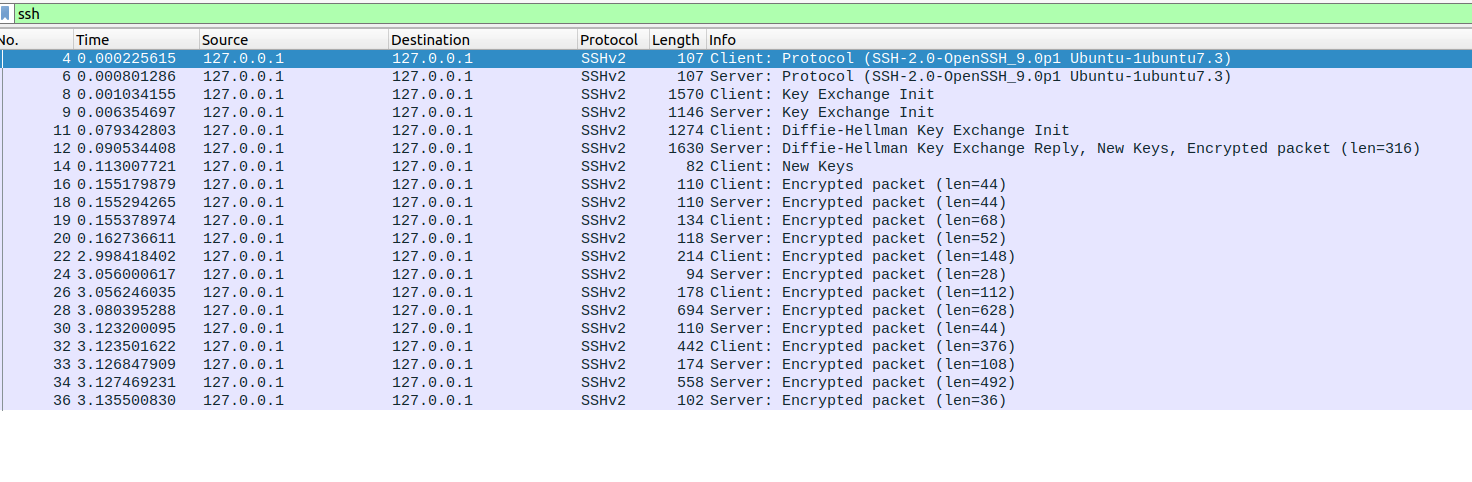 ssh
No. Time Source Destination Protocol Length Info
4 0.000225615 127.0.0.1 127.0.0.1 SSHv2 107 Client: Protocol (SSH-2.0-OpenSSH_9.0p1 Ubuntu-1ubuntu7.3)
6 0.000801286 127.0.0.1 127.0.0.1 SSHv2 107 Server: Protocol (SSH-2.0-OpenSSH_9.0p1 Ubuntu-1ubuntu7.3)
8 0.001034155 127.0.0.1 127.0.0.1 SSHv2 1570 Client: Key Exchange Init
9 0.006354697 127.0.0.1 127.0.0.1 SSHv2 1146 Server: Key Exchange Init
11 0.079342803 127.0.0.1 127.0.0.1 SSHv2 1274 Client: Diffie-Hellman Key Exchange Init
12 0.090534408 127.0.0.1 127.0.0.1 SSHv2 1630 Server: Diffie-Hellman Key Exchange Reply, New Keys, Encrypted packet (len=316)
14 0.113007721 127.0.0.1 127.0.0.1 SSHv2 82 Client: New Keys
16 0.155179879 127.0.0.1 127.0.0.1 SSHv2 110 Client: Encrypted packet (len=44)
18 0.155294265 127.0.0.1 127.0.0.1 SSHv2 110 Server: Encrypted packet (len=44)
19 0.155378974 127.0.0.1 127.0.0.1 SSHv2 134 Client: Encrypted packet (len=68)
20 0.162736611 127.0.0.1 127.0.0.1 SSHv2 118 Server: Encrypted packet (len=52)
22 2.998418402 127.0.0.1 127.0.0.1 SSHv2 214 Client: Encrypted packet (len=148)
24 3.056000617 127.0.0.1 127.0.0.1 SSHv2 94 Server: Encrypted packet (len=28)
26 3.056246035 127.0.0.1 127.0.0.1 SSHv2 178 Client: Encrypted packet (len=112)
28 3.080395288 127.0.0.1 127.0.0.1 SSHv2 694 Server: Encrypted packet (len=628)
30 3.123200095 127.0.0.1 127.0.0.1 SSHv2 110 Server: Encrypted packet (len=44)
32 3.123501622 127.0.0.1 127.0.0.1 SSHv2 442 Client: Encrypted packet (len=376)
33 3.126847909 127.0.0.1 127.0.0.1 SSHv2 174 Server: Encrypted packet (len=108)
34 3.127469231 127.0.0.1 127.0.0.1 SSHv2 558 Server: Encrypted packet (len=492)
36 3.135500830 127.0.0.1 127.0.0.1 SSHv2 102 Server: Encrypted packet (len=36)